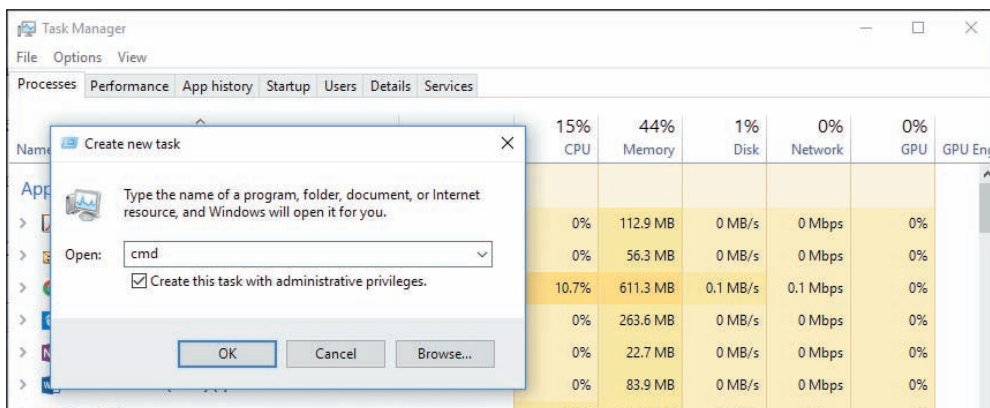 Task Manager
File Options View
Processes Performance App history Startup Users Details Services
15% 44% 1% 0% 0%
CPU Memory Disk Network GPU
Create new task
Type the name of a program, folder, document, or Internet
resource, and Windows will open it for you.
Open: cmd
Create this task with administrative privileges.
OK Cancel Browse...
0% 112.9 MB 0 MB/s 0 Mbps 0%
0% 56.3 MB 0 MB/s 0 Mbps 0%
10.7% 611.3 MB 0.1 MB/s 0.1 Mbps 0%
0% 263.6 MB 0 MB/s 0 Mbps 0%
0% 22.7 MB 0 MB/s 0 Mbps 0%
0% 83.9 MB 0 MB/s 0 Mbps 0%